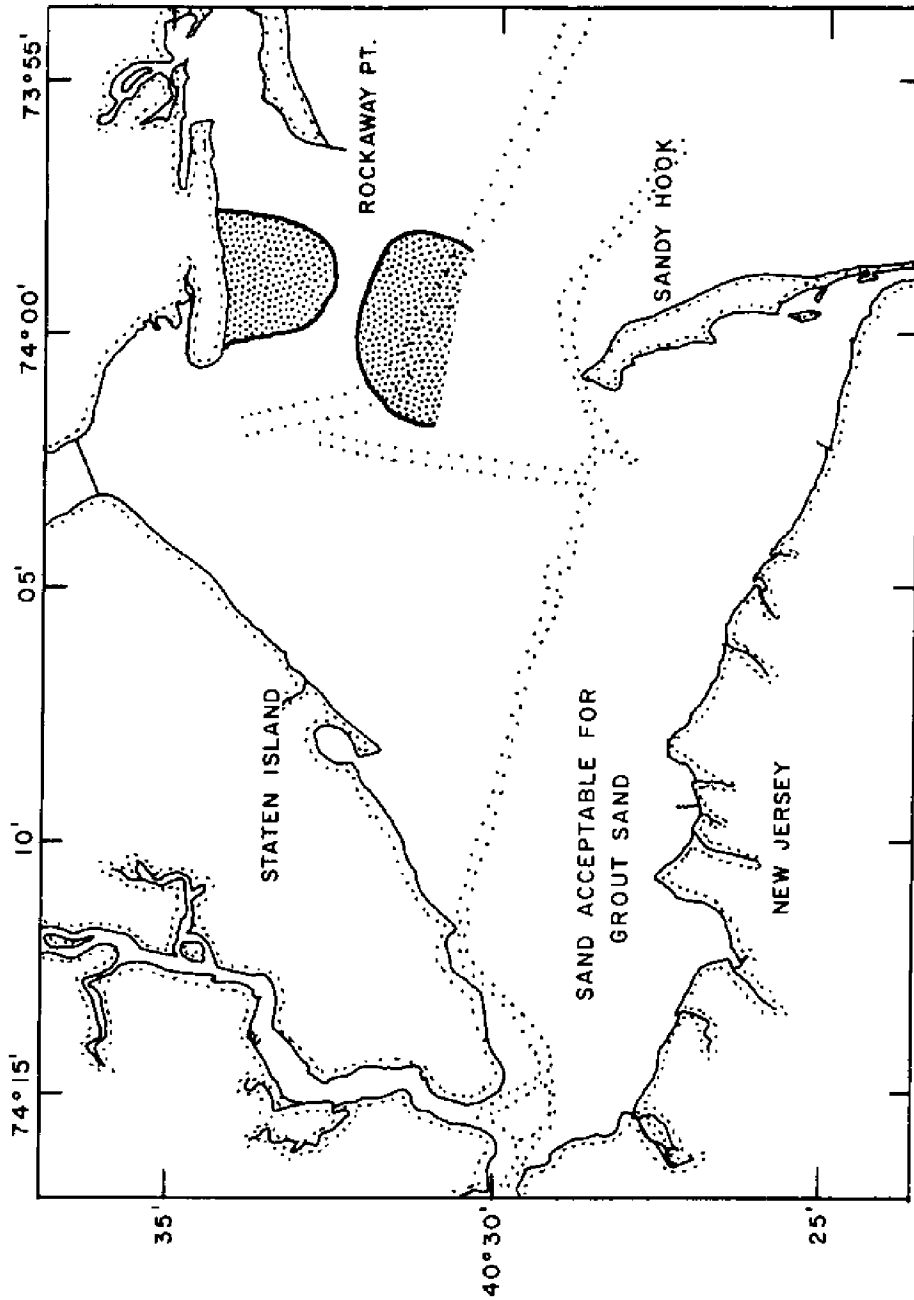 74°15'
10'
05'
74°00'
73°55'
35'
40°30'
25'
STATEN ISLAND
ROCKAWAY PT.
SANDY HOOK
SAND ACCEPTABLE FOR
GROUT SAND
NEW JERSEY